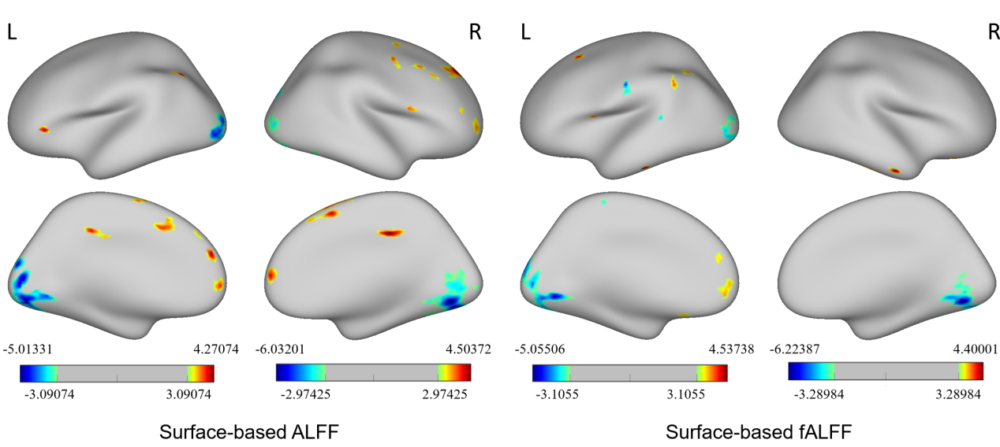 L R L R
-5.01331 4.27074 -6.03201 4.50372 -5.05506 4.53738 -6.22387 4.40001
-3.09074 3.09074 -2.97425 2.97425 -3.1055 3.1055 -3.28984 3.28984
Surface-based ALFF Surface-based fALFF